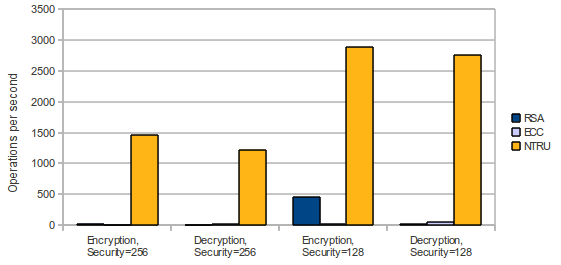 3500
3000
2500
2000
1500
1000
500
0
Operations per second
Encryption,
Security=256
Decryption,
Security=256
Encryption,
Security=128
Decryption,
Security=128
RSA
ECC
NTRU